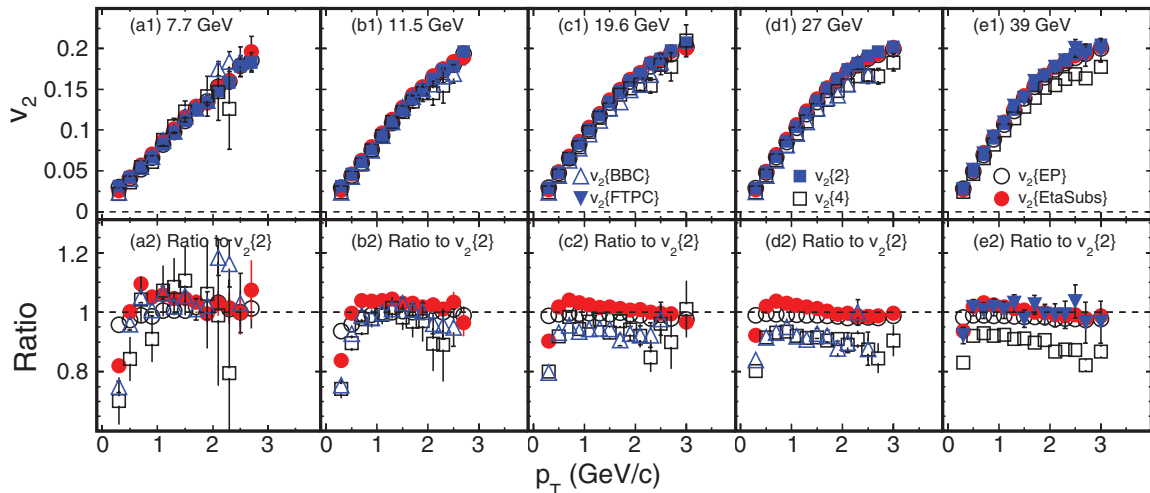 (a1) 7.7 GeV
(b1) 11.5 GeV
(c1) 19.6 GeV
(d1) 27 GeV
(e1) 39 GeV
v2
0.2
0.15
0.1
0.05
0
v2{BBC}
v2{FTPC}
v2{2}
v2{4}
v2{EP}
v2{EtaSubs}
(a2) Ratio to v2{2}
(b2) Ratio to v2{2}
(c2) Ratio to v2{2}
(d2) Ratio to v2{2}
(e2) Ratio to v2{2}
Ratio
1.2
1
0.8
0 1 2 3 0 1 2 3 0 1 2 3 0 1 2 3 0 1 2 3
pT (GeV/c)